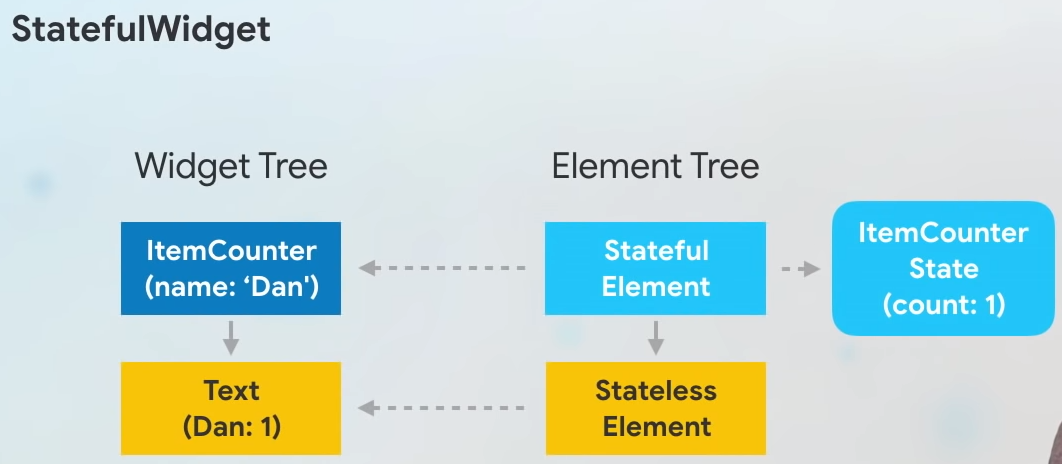 StatefulWidget
Widget Tree
Element Tree
ItemCounter
(name: ‘Dan')
Stateful
Element
ItemCounter
State
(count: 1)
Text
(Dan: 1)
Stateless
Element